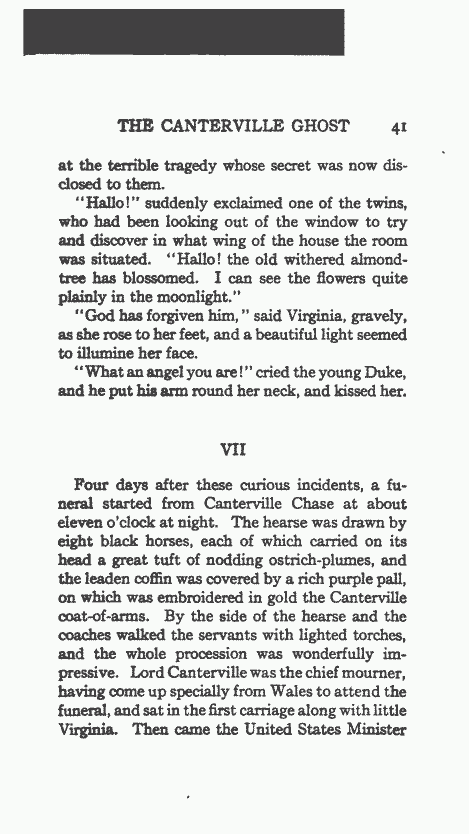 THE CANTERVILLE GHOST 41
at the terrible tragedy whose secret was now dis-
closed to them.
"Hallo!" suddenly exclaimed one of the twins,
who had been looking out of the window to try
and discover in what wing of the house the room
was situated. "Hallo! the old withered almond-
tree has blossomed. I can see the flowers quite
plainly in the moonlight."
"God has forgiven him," said Virginia, gravely,
as she rose to her feet, and a beautiful light seemed
to illumine her face.
"What an angel you are!" cried the young Duke,
and he put his arm round her neck, and kissed her.
VII
Four days after these curious incidents, a fu-
neral started from Canterville Chase at about
eleven o'clock at night. The hearse was drawn by
eight black horses, each of which carried on its
head a great tuft of nodding ostrich-plumes, and
the leaden coffin was covered by a rich purple pall,
on which was embroidered in gold the Canterville
coat-of-arms. By the side of the hearse and the
coaches walked the servants with lighted torches,
and the whole procession was wonderfully im-
pressive. Lord Canterville was the chief mourner,
having come up specially from Wales to attend the
funeral, and sat in the first carriage along with little
Virginia. Then came the United States Minister